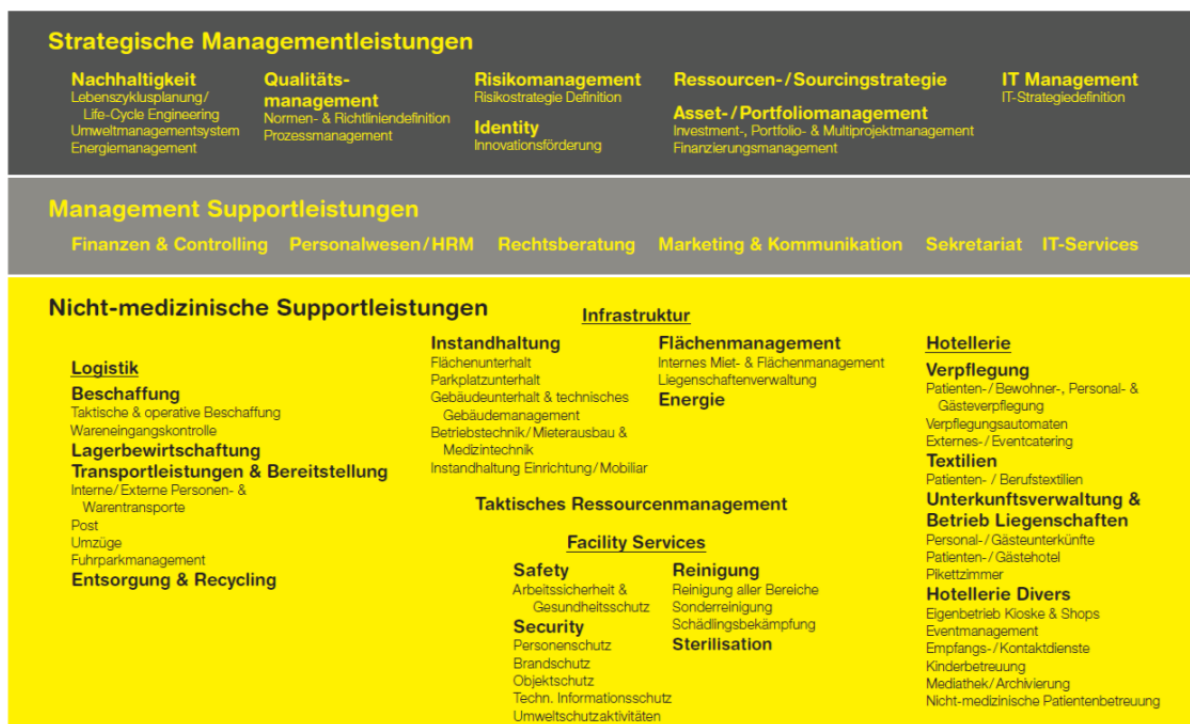 Strategische Managementleistungen
Nachhaltigkeit
Lebenszyklusplanung/
Life-Cycle Engineering
Umweltmanagementsystem
Energiemanagement
Qualitäts-
management
Normen- & Richtliniendefinition
Prozessmanagement
Risikomanagement
Risikostrategie Definition
Identity
Innovationsförderung
Ressourcen-/Sourcingstrategie
Asset-/Portfoliomanagement
Investment-, Portfolio- & Multiprojektmanagement
Finanzierungsmanagement
IT Management
IT-Strategiedefinition
Management Supportleistungen
Finanzen & Controlling Personalwesen/HRM Rechtsberatung Marketing & Kommunikation Sekretariat IT-Services
Nicht-medizinische Supportleistungen
Logistik
Beschaffung
Taktische & operative Beschaffung
Wareneingangskontrolle
Lagerbewirtschaftung
Transportleistungen & Bereitstellung
Interne/Externe Personen- &
Warentransporte
Post
Umzüge
Fuhrparkmanagement
Entsorgung & Recycling
Infrastruktur
Instandhaltung
Flächenunterhalt
Parkplatzunterhalt
Gebäudeunterhalt & technisches
Gebäudemanagement
Betriebstechnik/Mieterausbau &
Medizintechnik
Instandhaltung Einrichtung/Mobiliar
Flächenmanagement
Internes Miet- & Flächenmanagement
Liegenschaftenverwaltung
Energie
Taktisches Ressourcenmanagement
Facility Services
Safety
Arbeitssicherheit &
Gesundheitsschutz
Security
Personenschutz
Brandschutz
Objektschutz
Techn. Informationsschutz
Umweltschutzaktivitäten
Reinigung
Reinigung aller Bereiche
Sonderreinigung
Schädlingsbekämpfung
Sterilisation
Hotellerie
Verpflegung
Patienten-/Bewohner-, Personal- &
Gästeverpflegung
Verpflegungsautomaten
Externes-/Eventcatering
Textilien
Patienten-/Berufstextilien
Unterkunftsverwaltung &
Betrieb Liegenschaften
Personal-/Gästeunterkünfte
Patienten-/Gästehotel
Pikettzimmer
Hotellerie Divers
Eigenbetrieb Kioske & Shops
Eventmanagement
Empfangs-/Kontaktdienste
Kinderbetreuung
Mediathek/Archivierung
Nicht-medizinische Patientenbetreuung